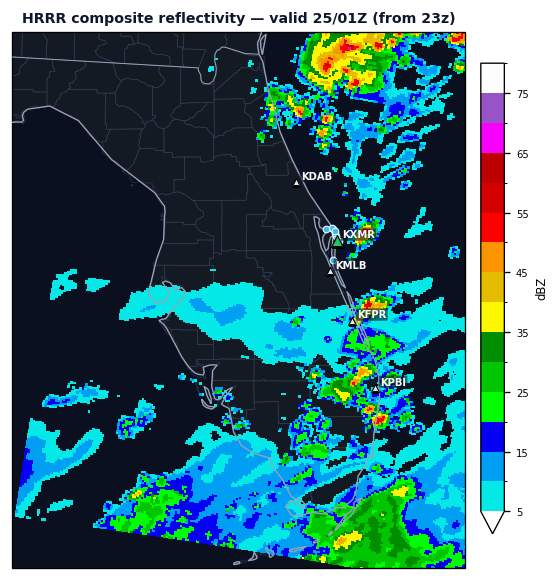 HRRR composite reflectivity — valid 25/01Z (from 23z)
KDAB
KXMR
KMLB
KFPR
KPBI
75
65
55
45
35
25
15
5
dBZ